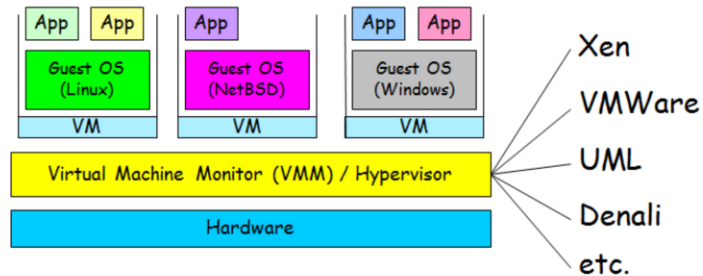 App App App App App
Guest OS Guest OS Guest OS
(Linux) (NetBSD) (Windows)
VM VM VM
Virtual Machine Monitor (VMM) / Hypervisor
Hardware
Xen
VMWare
UML
Denali
etc.